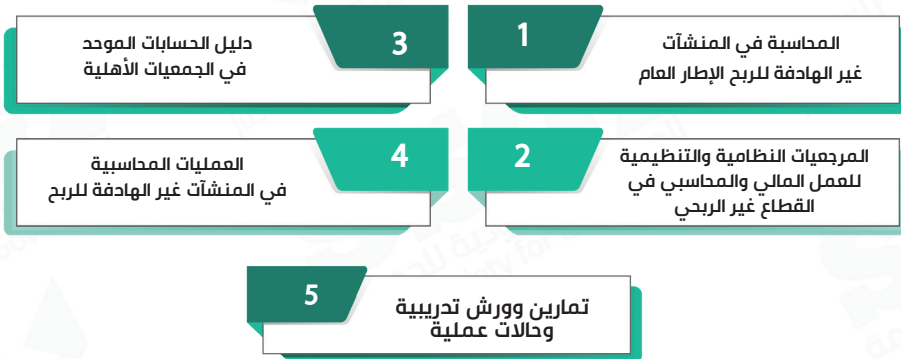 1
المحاسبة في المنشآت
غير الهادفة للربح الإطار العام
2
المرجعيات النظامية والتنظيمية
للعمل المالي والمحاسبي في
القطاع غير الربحي
3
دليل الحسابات الموحد
في الجمعيات الأهلية
4
العمليات المحاسبية
في المنشآت غير الهادفة للربح
5
تمارين وورش تدريبية
وحالات عملية